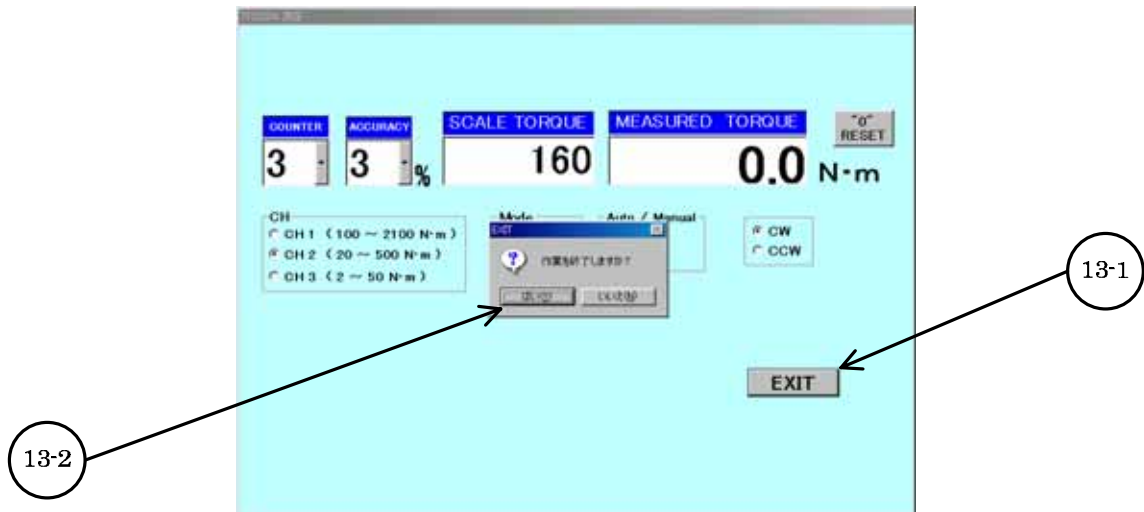 COUNTER
ACCURACY
SCALE TORQUE
MEASURED TORQUE
"0"
RESET
3
3
%
160
0.0
N·m
CH
CH 1 ( 100 ～ 2100 N·m )
CH 2 ( 20 ～ 500 N·m )
CH 3 ( 2 ～ 50 N·m )
Mode
Auto / Manual
EXIT
作業を終了しますか?
はい(Y)
いいえ(N)
CW
CCW
13-1
EXIT
13-2